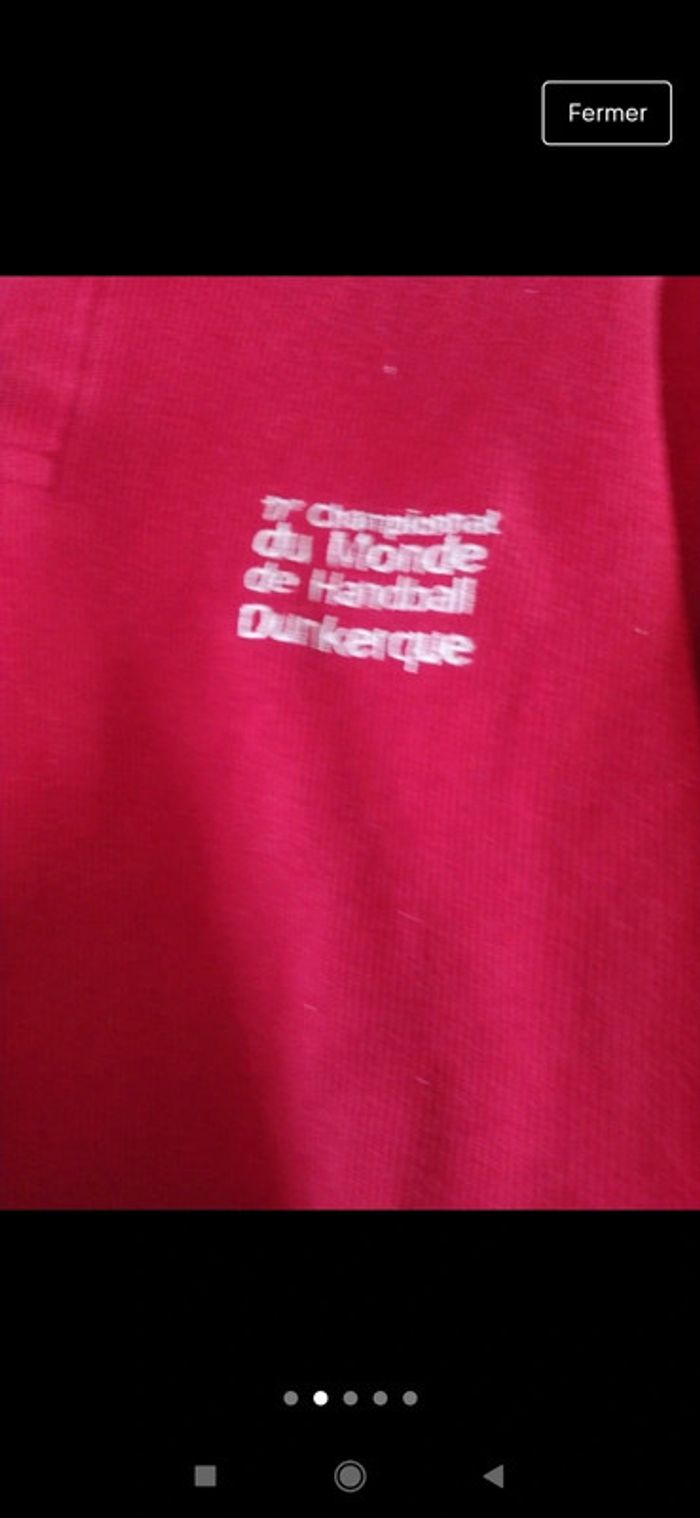 Fermer
Championnat
du Monde
de Handball
Dunkerque